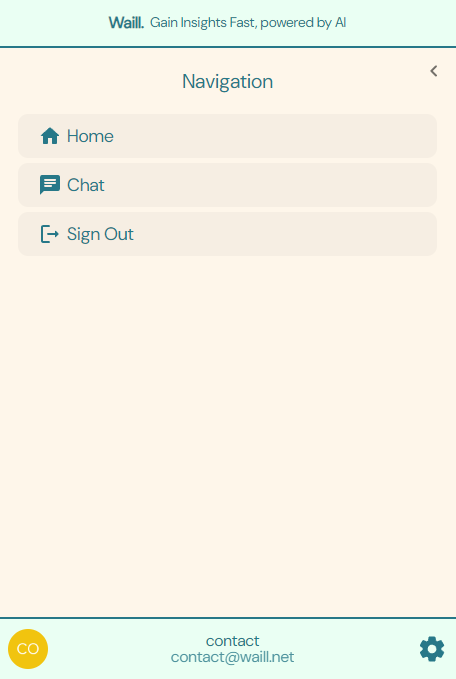 Waill. Gain Insights Fast, powered by AI
Navigation
Home
Chat
Sign Out
CO
contact
contact@waill.net